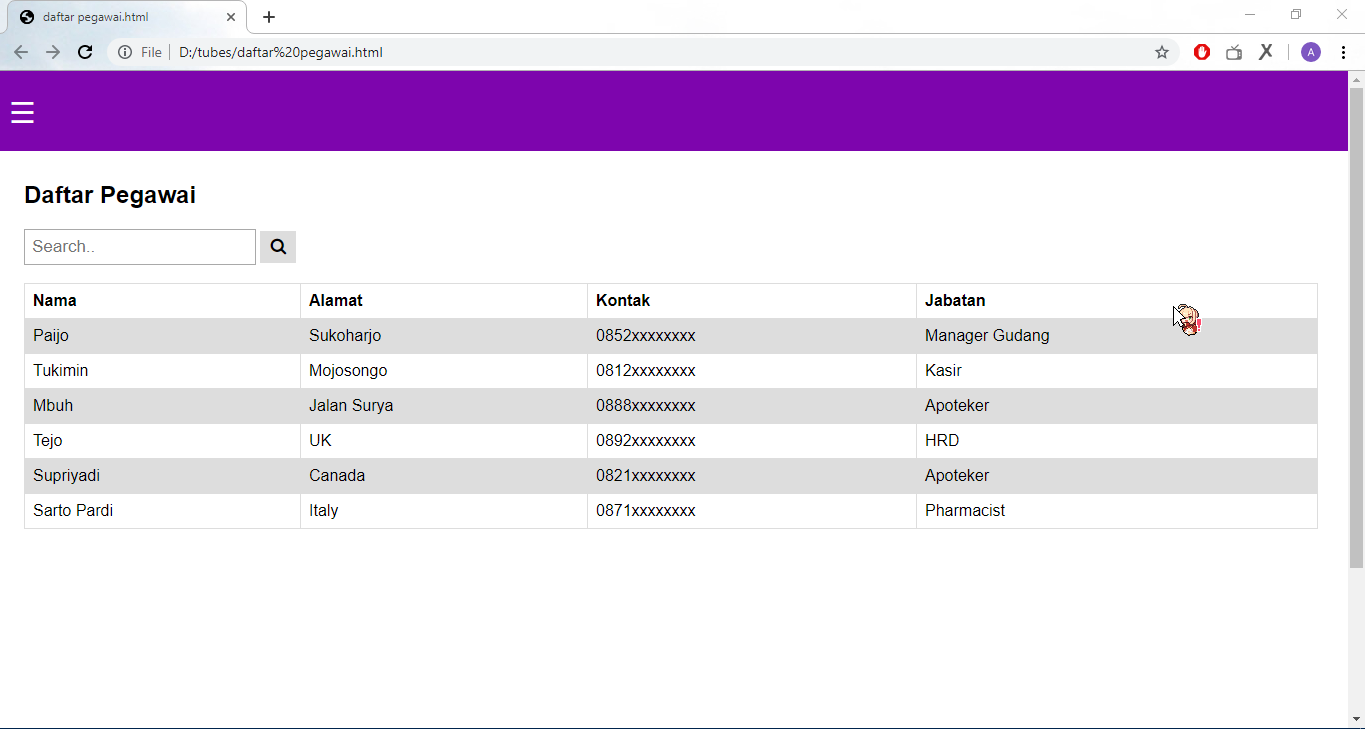 daftar pegawai.html
File D:/tubes/daftar%20pegawai.html
A
Daftar Pegawai
Search..
Nama Alamat Kontak Jabatan
Paijo Sukoharjo 0852xxxxxxxx Manager Gudang
Tukimin Mojosongo 0812xxxxxxxx Kasir
Mbuh Jalan Surya 0888xxxxxxxx Apoteker
Tejo UK 0892xxxxxxxx HRD
Supriyadi Canada 0821xxxxxxxx Apoteker
Sarto Pardi Italy 0871xxxxxxxx Pharmacist